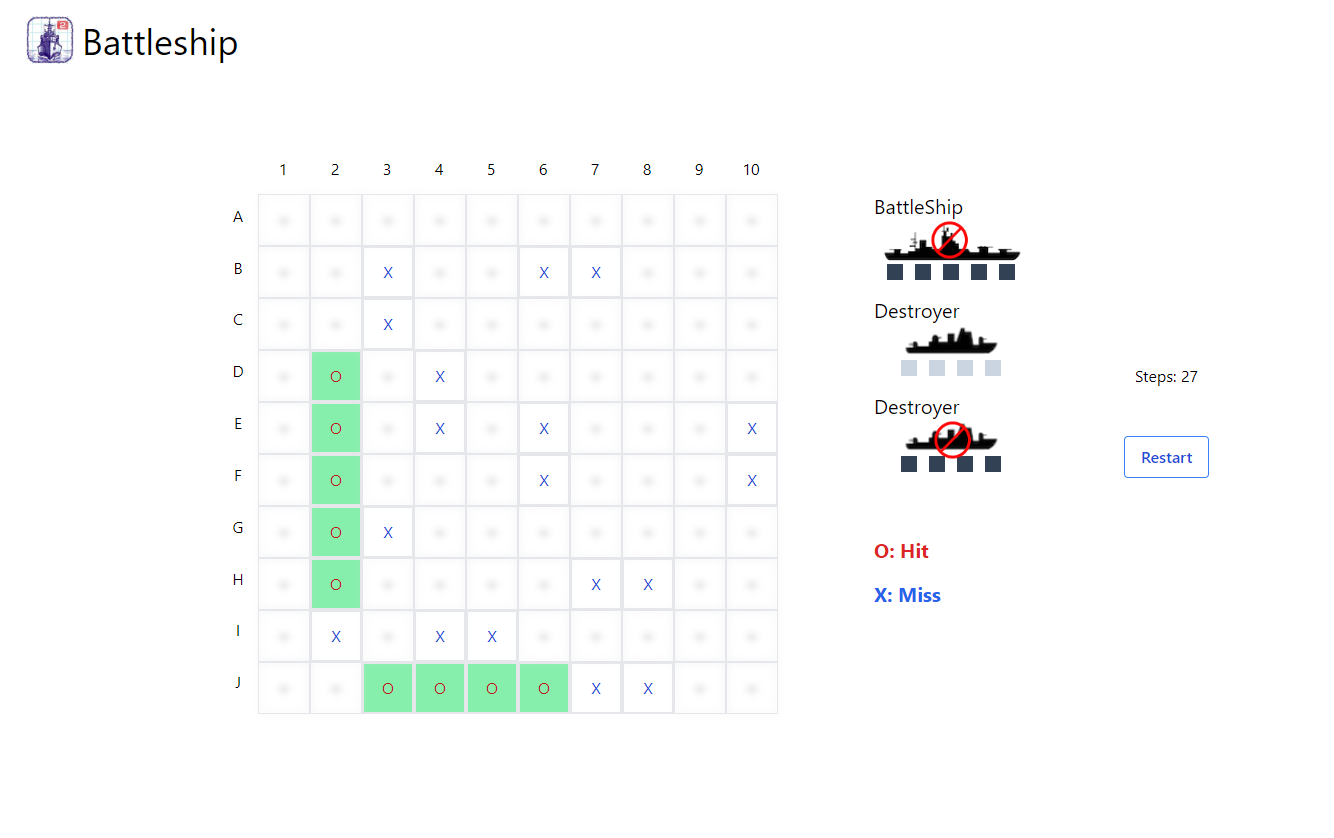 2
Battleship
1 2 3 4 5 6 7 8 9 10
A
B X X X
C X
D O X
E O X X X
F O X X
G O X
H O X X
I X X X
J O O O O X X
BattleShip
Destroyer
Destroyer
Steps: 27
Restart
O: Hit
X: Miss